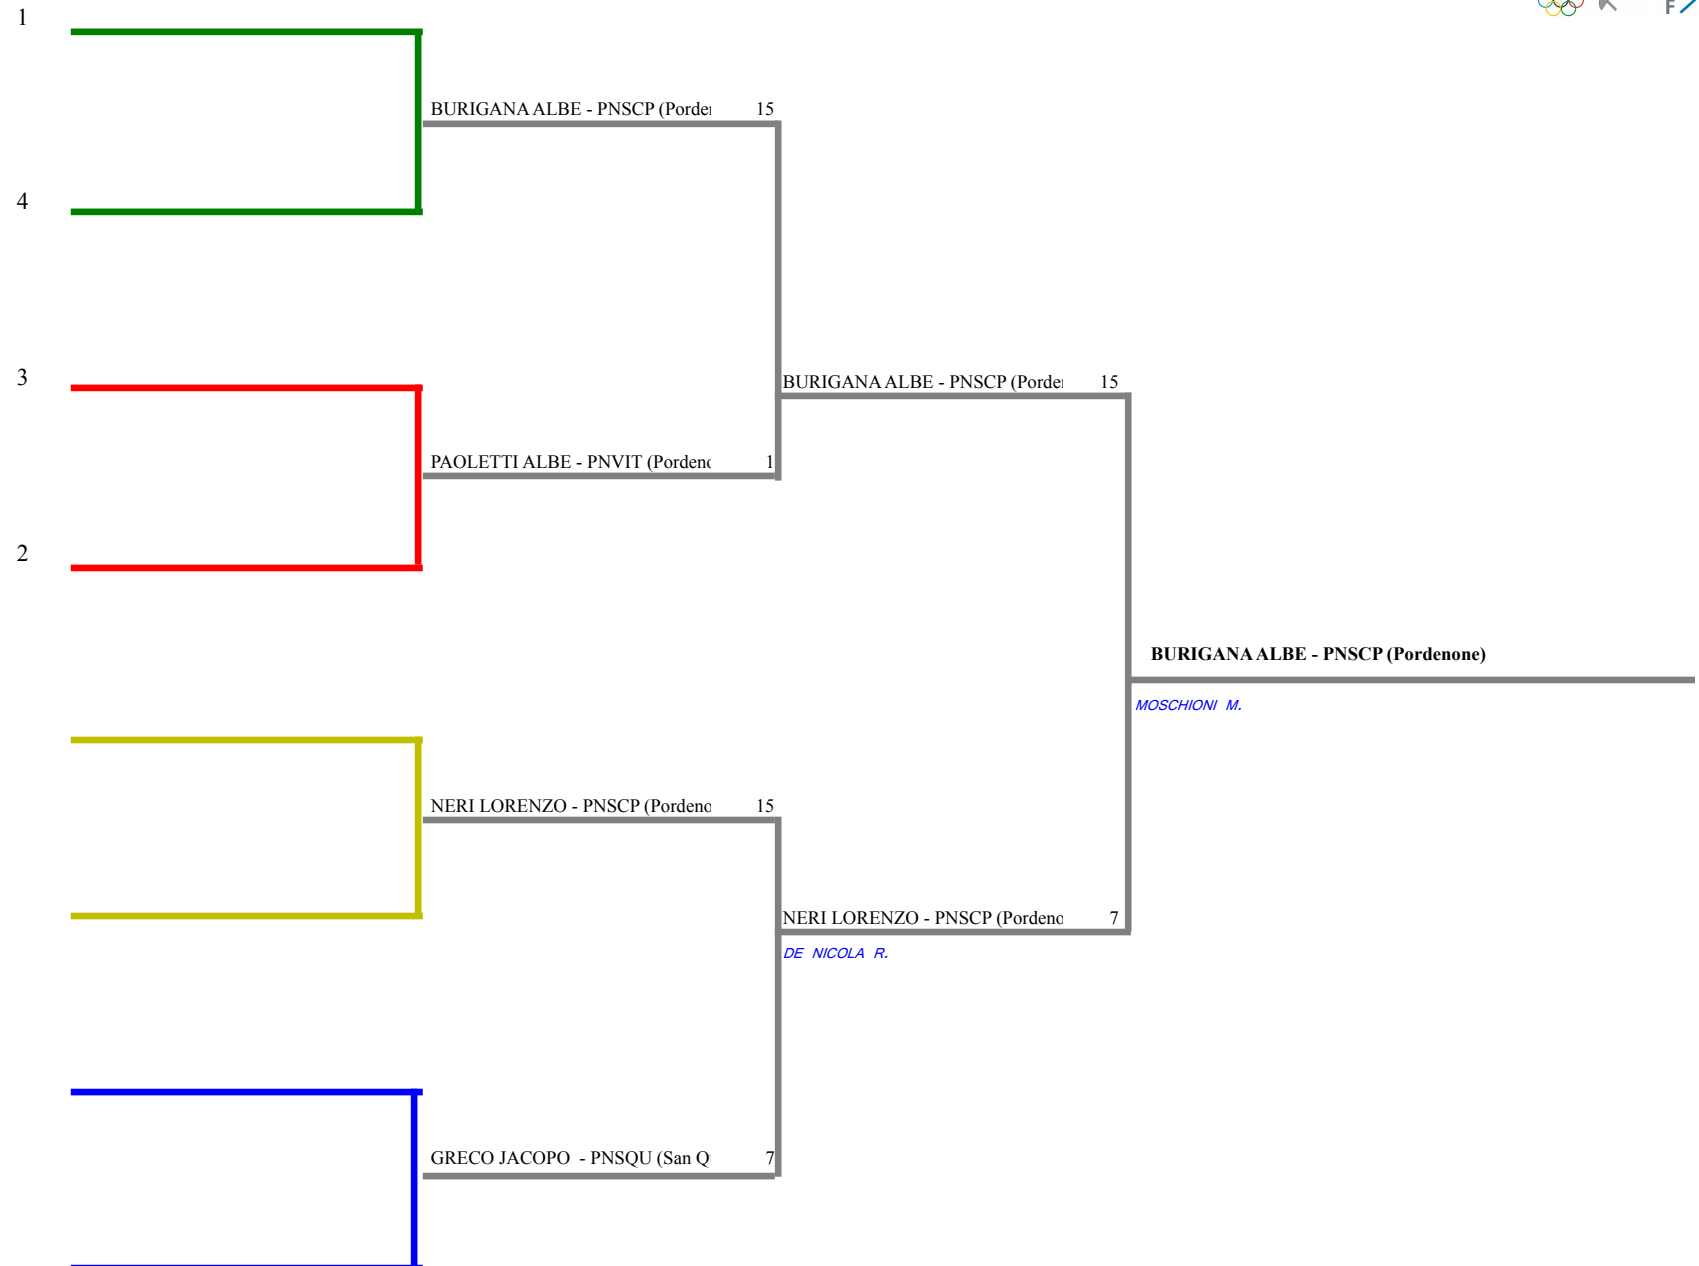 1
F
BURIGANA ALBE - PNSCP (Porde 15
4
3
BURIGANA ALBE - PNSCP (Porde 15
PAOLETTI ALBE - PNVIT (Porden 1
2
BURIGANA ALBE - PNSCP (Pordenone)
MOSCHIONI M.
NERI LORENZO - PNSCP (Pordeno 15
NERI LORENZO - PNSCP (Pordeno 7
DE NICOLA R.
GRECO JACOPO - PNSQU (San Q 7